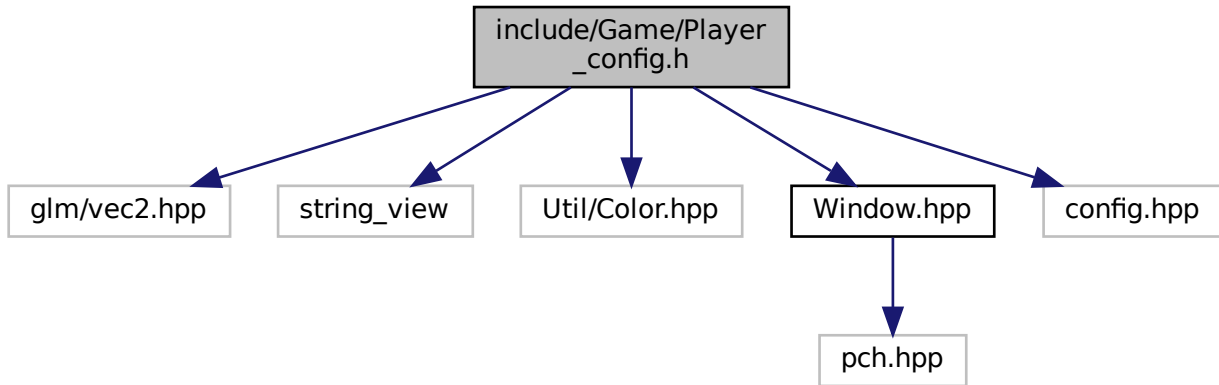 include/Game/Player
_config.h
glm/vec2.hpp
string_view
Util/Color.hpp
Window.hpp
config.hpp
pch.hpp